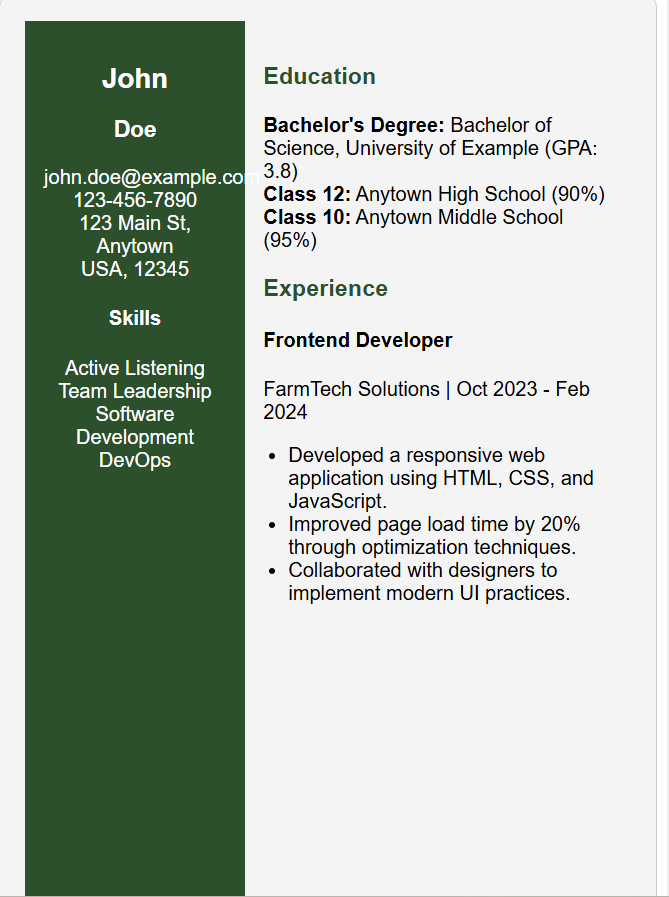 John
Doe
john.doe@example.com
123-456-7890
123 Main St,
Anytown
USA, 12345
Skills
Active Listening
Team Leadership
Software
Development
DevOps
Education
Bachelor's Degree: Bachelor of
Science, University of Example (GPA:
3.8)
Class 12: Anytown High School (90%)
Class 10: Anytown Middle School
(95%)
Experience
Frontend Developer
FarmTech Solutions | Oct 2023 - Feb
2024
• Developed a responsive web
application using HTML, CSS, and
JavaScript.
• Improved page load time by 20%
through optimization techniques.
• Collaborated with designers to
implement modern UI practices.